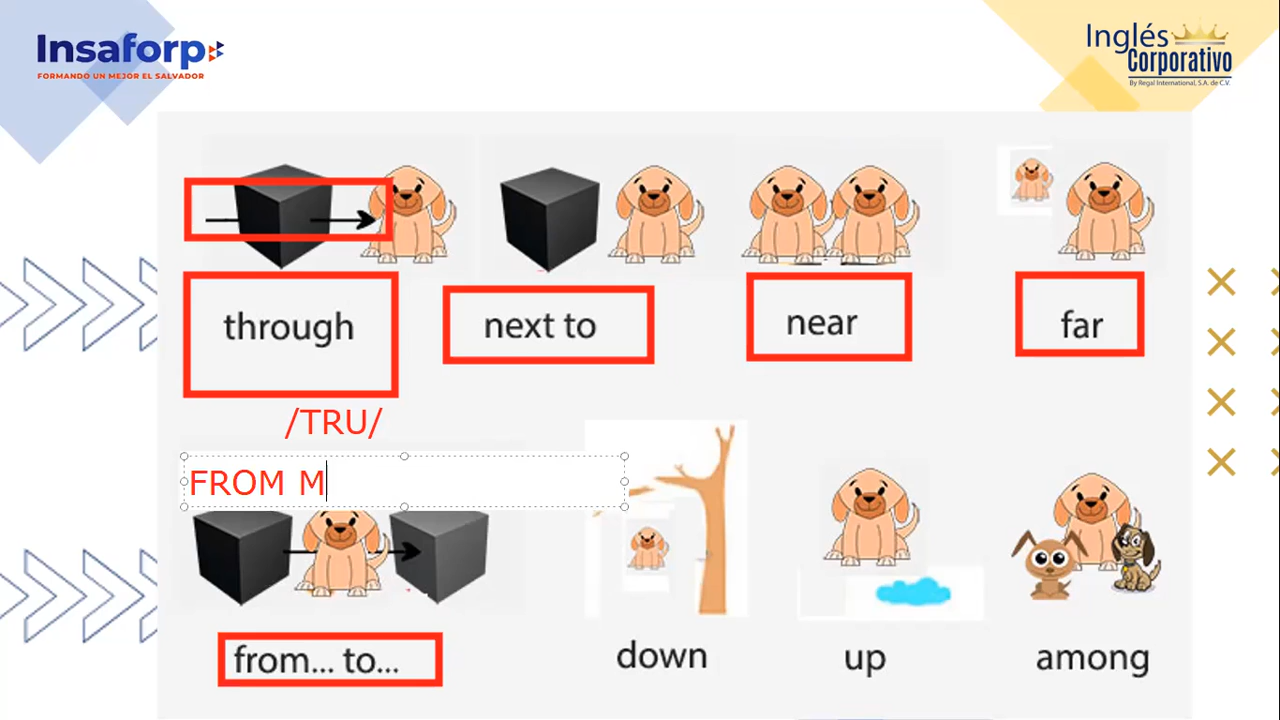 Insaforp
FORMANDO UN MEJOR EL SALVADOR
Inglés
Corporativo
By Regal International, S.A. de C.V.
through
next to
near
far
/TRU/
FROM M
from... to...
down
up
among